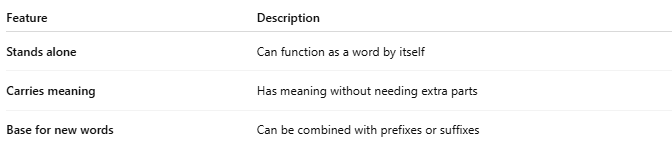 Feature Description
Stands alone Can function as a word by itself
Carries meaning Has meaning without needing extra parts
Base for new words Can be combined with prefixes or suffixes